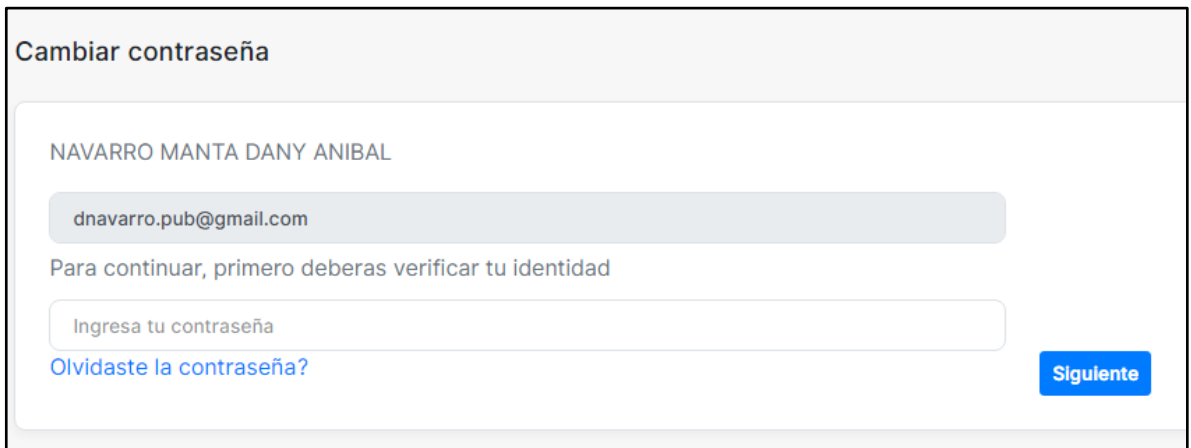 Cambiar contraseña
NAVARRO MANTA DANY ANIBAL
dnavarro.pub@gmail.com
Para continuar, primero deberas verificar tu identidad
Ingresa tu contraseña
Olvidaste la contraseña?
Siguiente